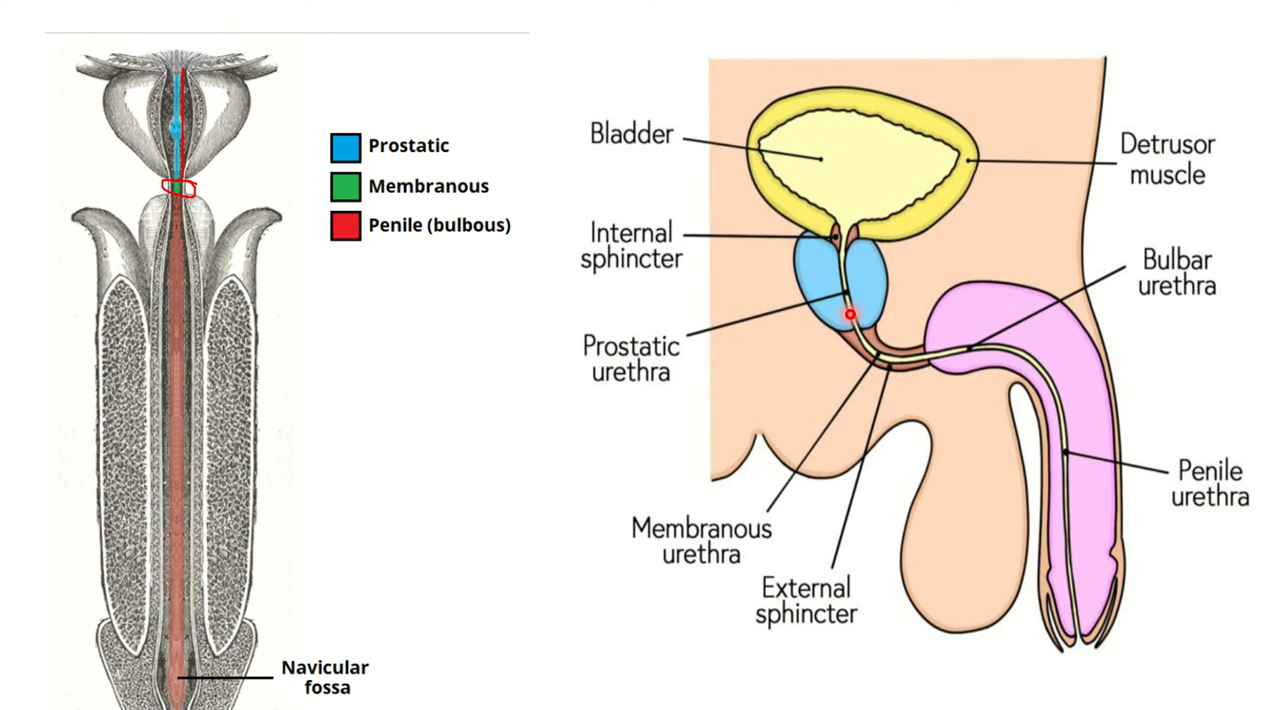 Prostatic
Membranous
Penile (bulbous)
Navicular
fossa
Bladder
Detrusor
muscle
Internal
sphincter
Bulbar
urethra
Prostatic
urethra
Penile
urethra
Membranous
urethra
External
sphincter